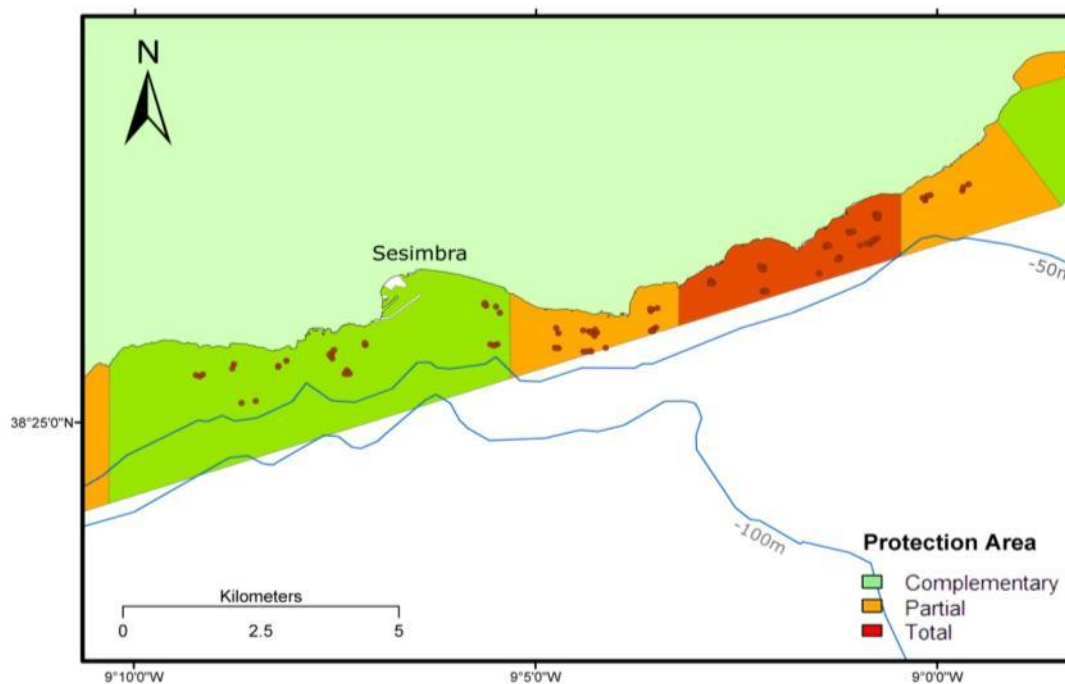 N
Sesimbra
-50m
38°25'0"N
-100m
Protection Area
Complementary
Partial
Total
Kilometers
0 2.5 5
9°10'0"W 9°5'0"W 9°0'0"W